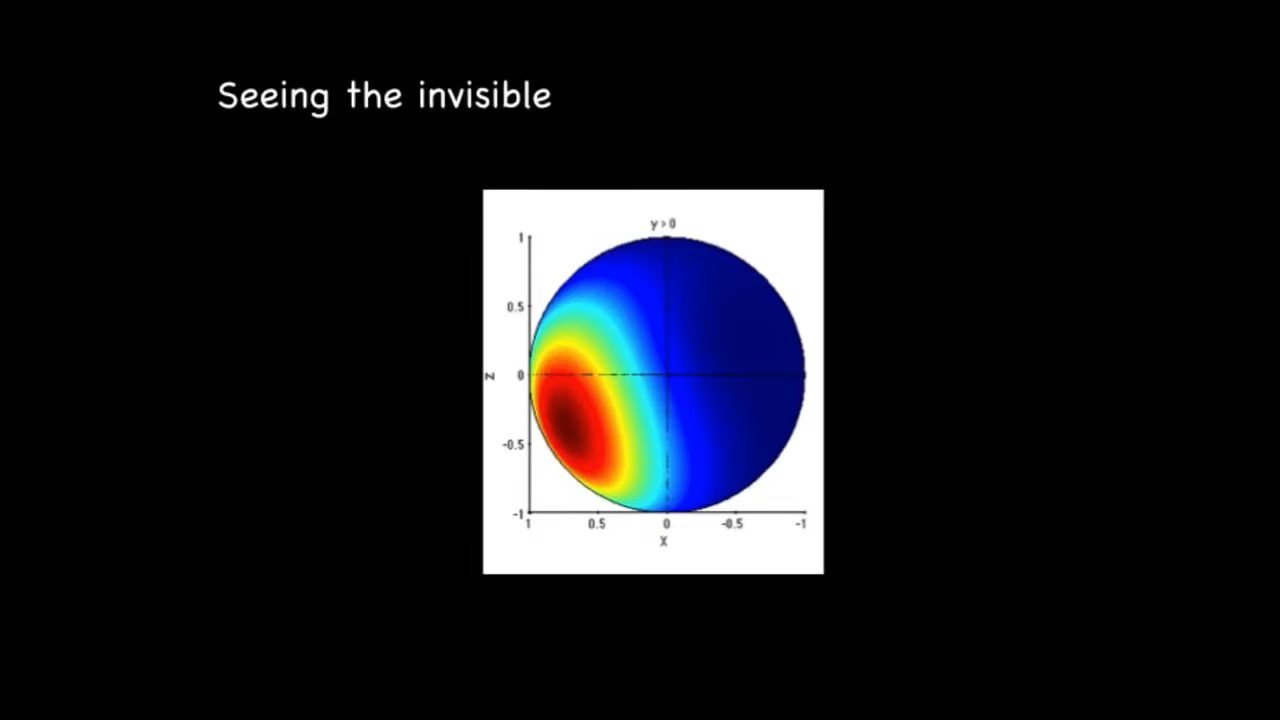 Seeing the invisible
y > 0
1
0.5
0
-0.5
-1
z
1 0.5 0 -0.5 -1
x